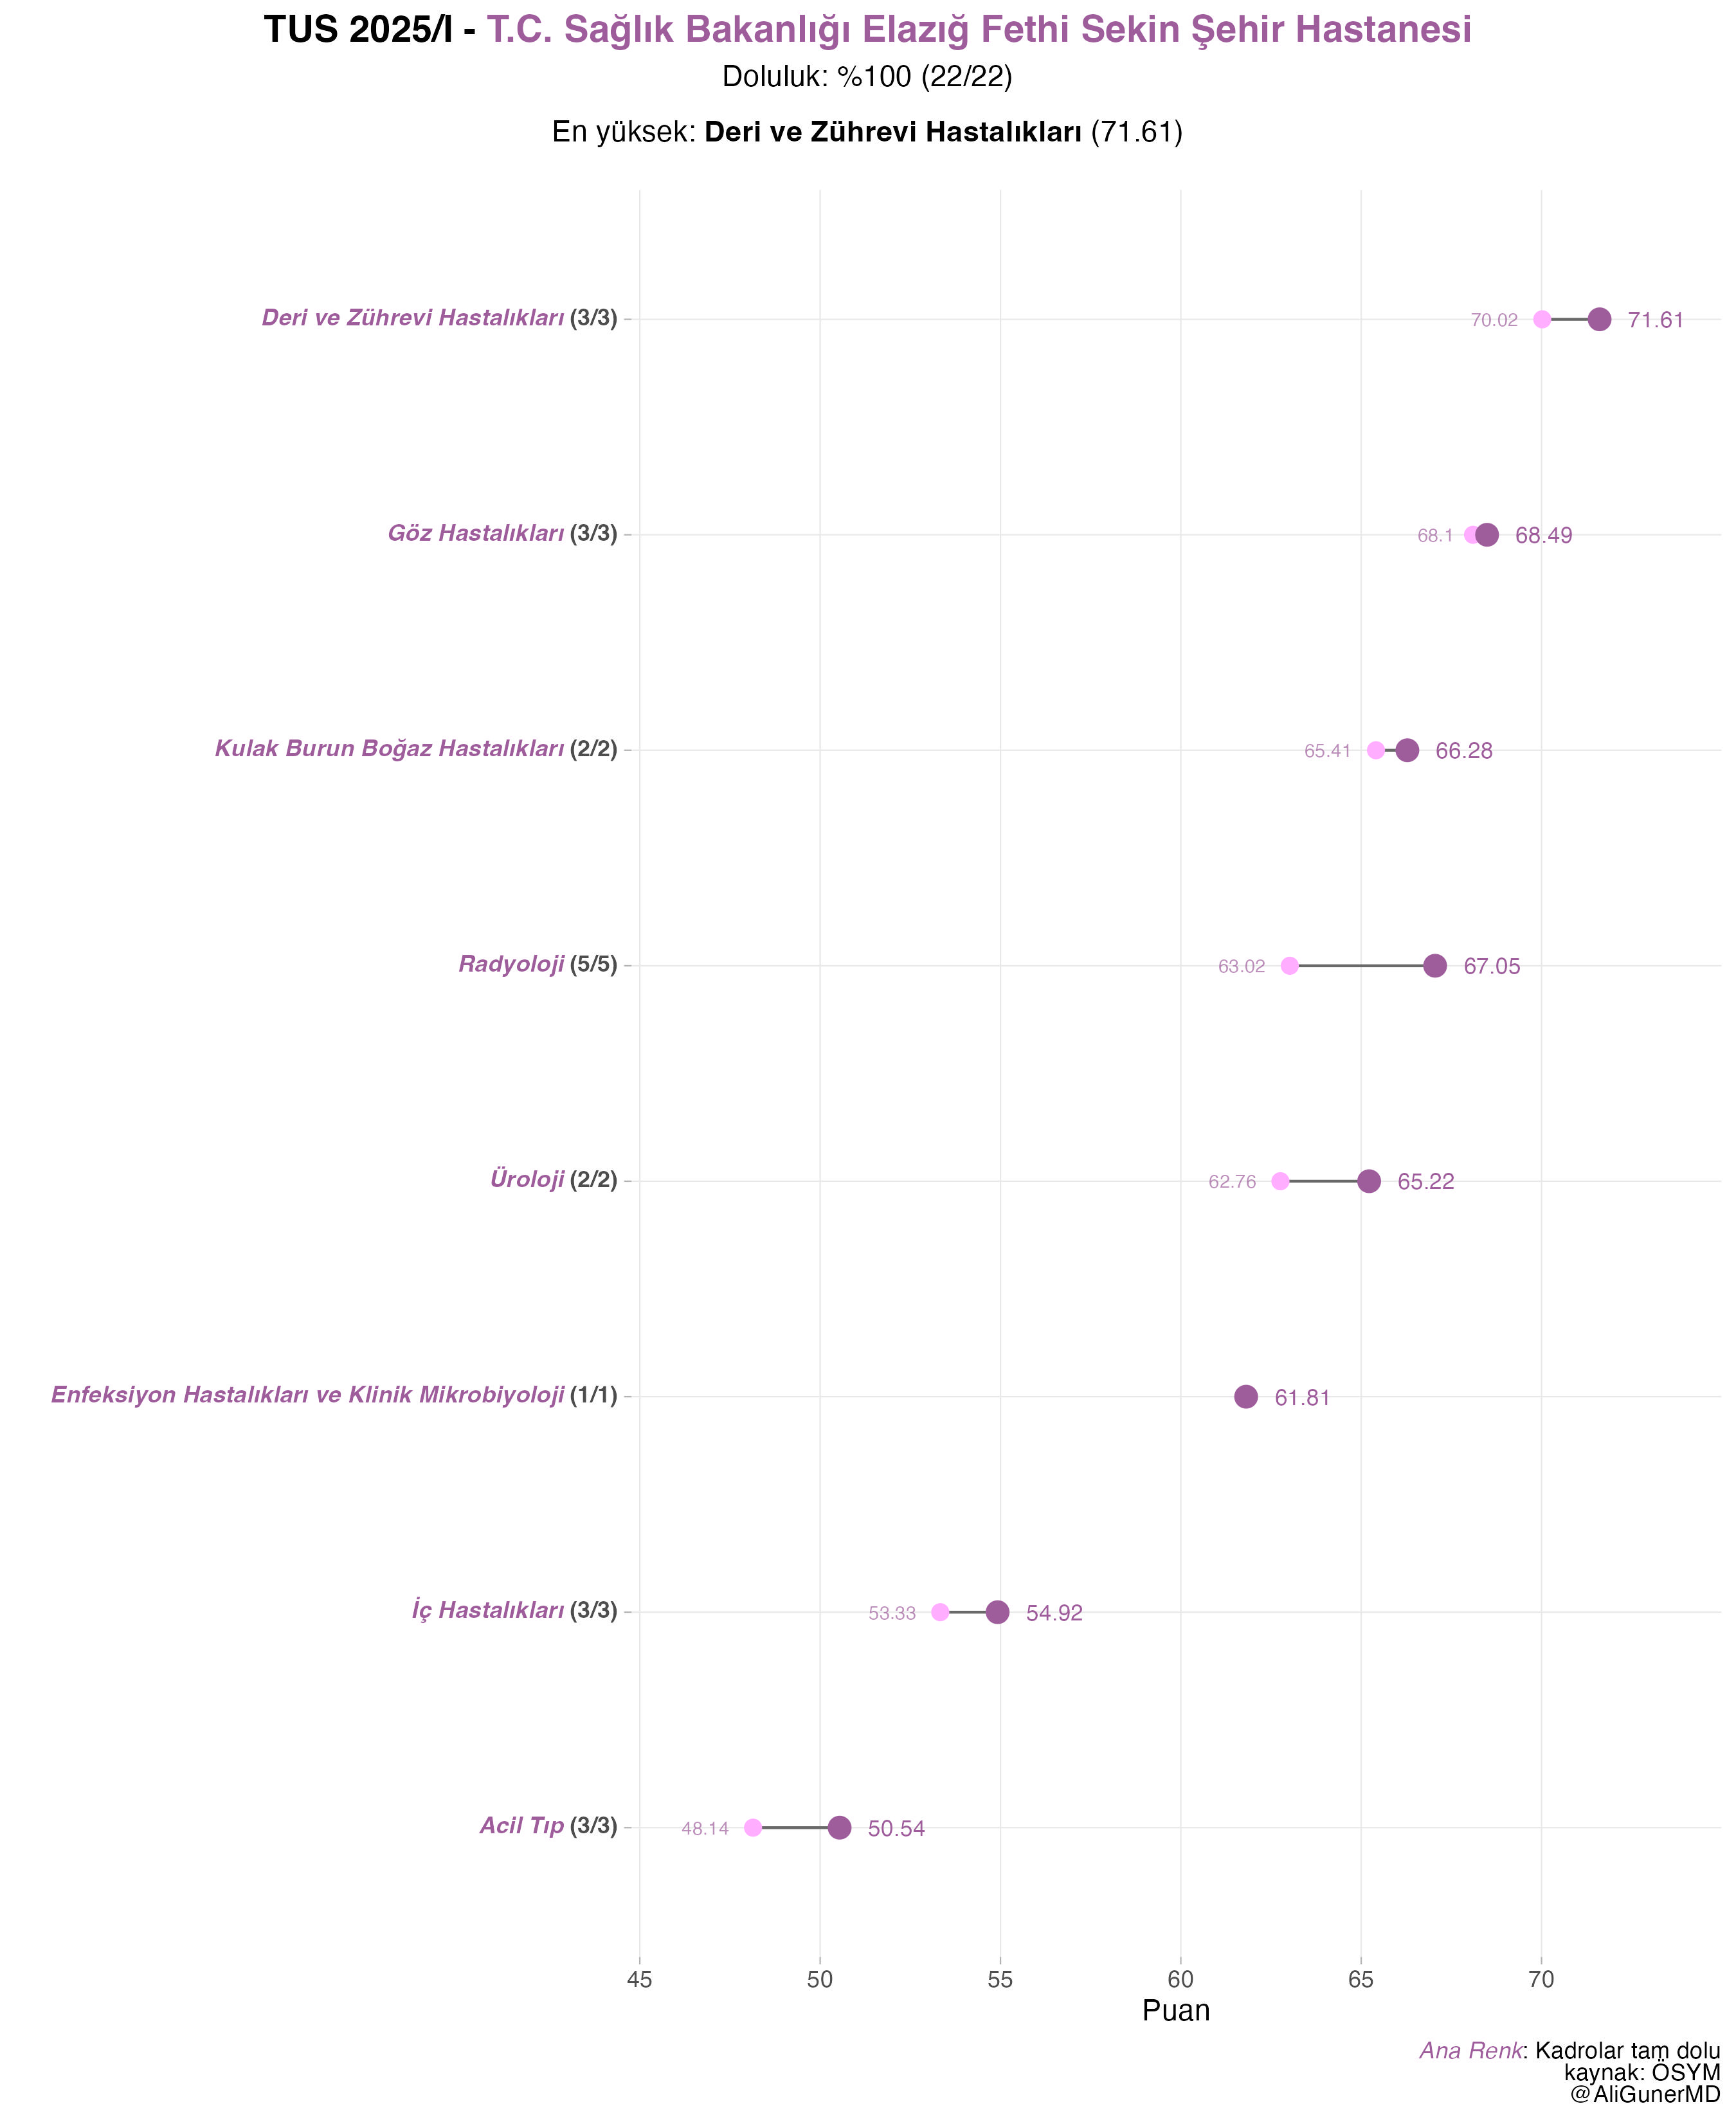 TUS 2025/I - T.C. Sağlık Bakanlığı Elazığ Fethi Sekin Şehir Hastanesi
Doluluk: %100 (22/22)
En yüksek: Deri ve Zührevi Hastalıkları (71.61)
Deri ve Zührevi Hastalıkları (3/3) 70.02 71.61
Göz Hastalıkları (3/3) 68.1 68.49
Kulak Burun Boğaz Hastalıkları (2/2) 65.41 66.28
Radyoloji (5/5) 63.02 67.05
Üroloji (2/2) 62.76 65.22
Enfeksiyon Hastalıkları ve Klinik Mikrobiyoloji (1/1) 61.81
İç Hastalıkları (3/3) 53.33 54.92
Acil Tıp (3/3) 48.14 50.54
45 50 55 60 65 70
Puan
Ana Renk: Kadrolar tam dolu
kaynak: ÖSYM
@AliGunerMD